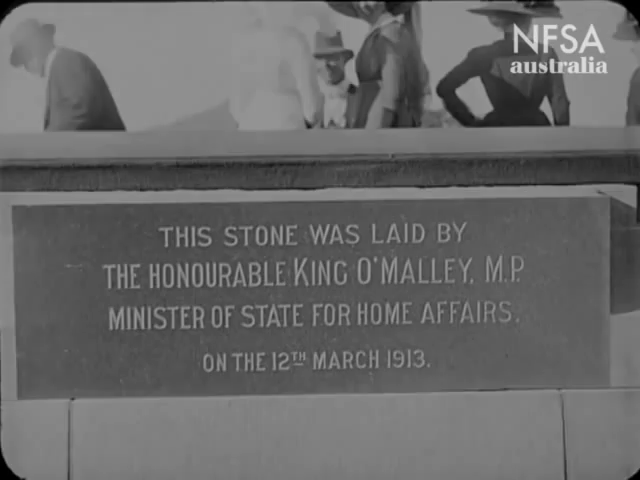 NFSA
australia
THIS STONE WAS LAID BY
THE HONOURABLE KING O'MALLEY, M.P.
MINISTER OF STATE FOR HOME AFFAIRS.
ON THE 12TH MARCH 1913.